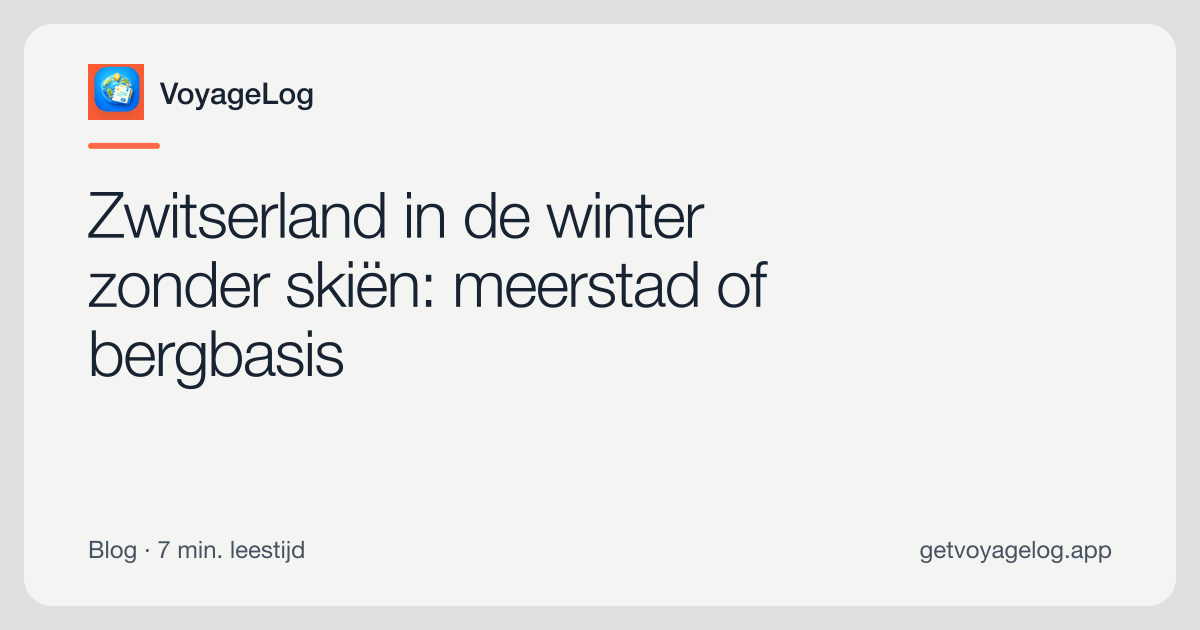 VoyageLog
Zwitserland in de winter
zonder skiën: meerstad of
bergbasis
Blog · 7 min. leestijd
getvoyagelog.app